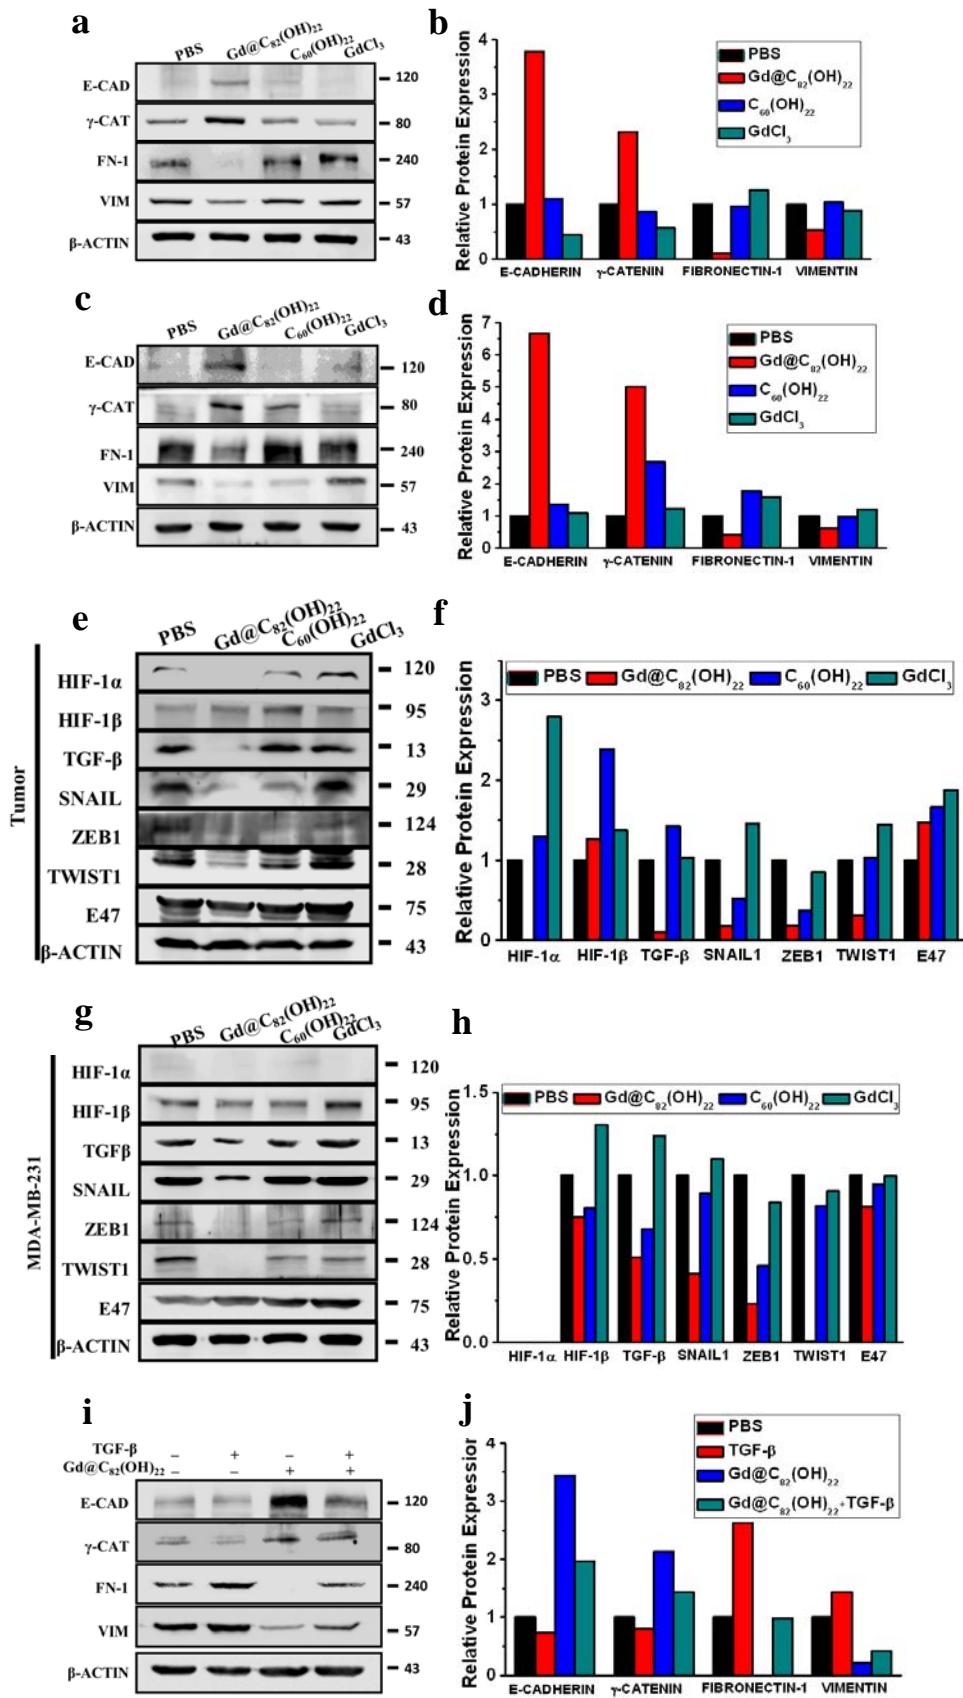 a
PBS Gd@C82(OH)22 C60(OH)22 GdCl3
E-CAD 120
γ-CAT 80
FN-1 240
VIM 57
β-ACTIN 43
b
Relative Protein Expression
4
3
2
1
0
PBS
Gd@C82(OH)22
C60(OH)22
GdCl3
E-CADHERIN γ-CATENIN FIBRONECTIN-1 VIMENTIN
c
PBS Gd@C82(OH)22 C60(OH)22 GdCl3
E-CAD 120
γ-CAT 80
FN-1 240
VIM 57
β-ACTIN 43
d
Relative Protein Expression
7
6
5
4
3
2
1
0
PBS
Gd@C82(OH)22
C60(OH)22
GdCl3
E-CADHERIN γ-CATENIN FIBRONECTIN-1 VIMENTIN
e
PBS Gd@C82(OH)22 C60(OH)22 GdCl3
Tumor
HIF-1α 120
HIF-1β 95
TGF-β 13
SNAIL 29
ZEB1 124
TWIST1 28
E47 75
β-ACTIN 43
f
Relative Protein Expression
3
2
1
0
PBS Gd@C82(OH)22 C60(OH)22 GdCl3
HIF-1α HIF-1β TGF-β SNAIL1 ZEB1 TWIST1 E47
g
PBS Gd@C82(OH)22 C60(OH)22 GdCl3
MDA-MB-231
HIF-1α 120
HIF-1β 95
TGFβ 13
SNAIL 29
ZEB1 124
TWIST1 28
E47 75
β-ACTIN 43
h
Relative Protein Expression
1.5
1.0
0.5
0.0
PBS Gd@C82(OH)22 C60(OH)22 GdCl3
HIF-1α HIF-1β TGF-β SNAIL1 ZEB1 TWIST1 E47
i
TGF-β – + – +
Gd@C82(OH)22 – – + +
E-CAD 120
γ-CAT 80
FN-1 240
VIM 57
β-ACTIN 43
j
Relative Protein Expression
4
3
2
1
0
PBS
TGF-β
Gd@C82(OH)22
Gd@C82(OH)22+TGF-β
E-CADHERIN γ-CATENIN FIBRONECTIN-1 VIMENTIN